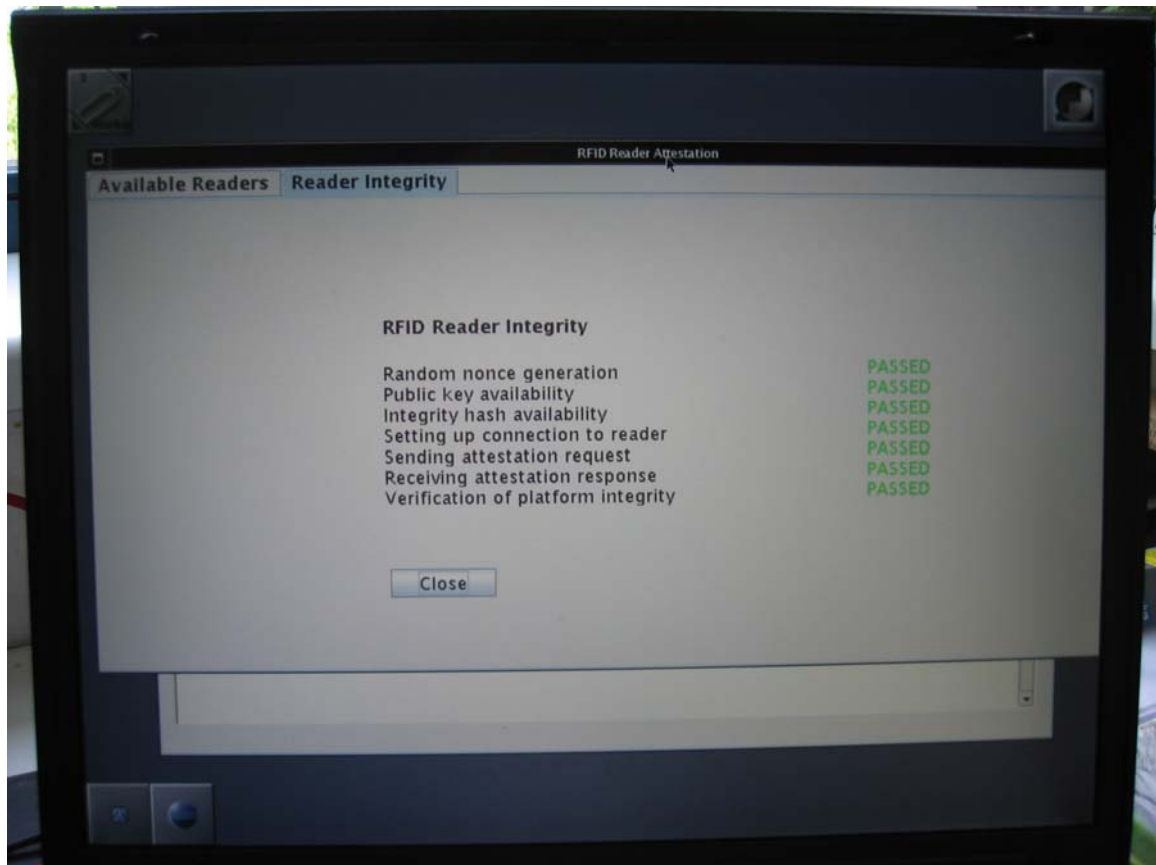 RFID Reader Attestation
Available Readers Reader Integrity
RFID Reader Integrity
Random nonce generation PASSED
Public key availability PASSED
Integrity hash availability PASSED
Setting up connection to reader PASSED
Sending attestation request PASSED
Receiving attestation response PASSED
Verification of platform integrity PASSED
Close